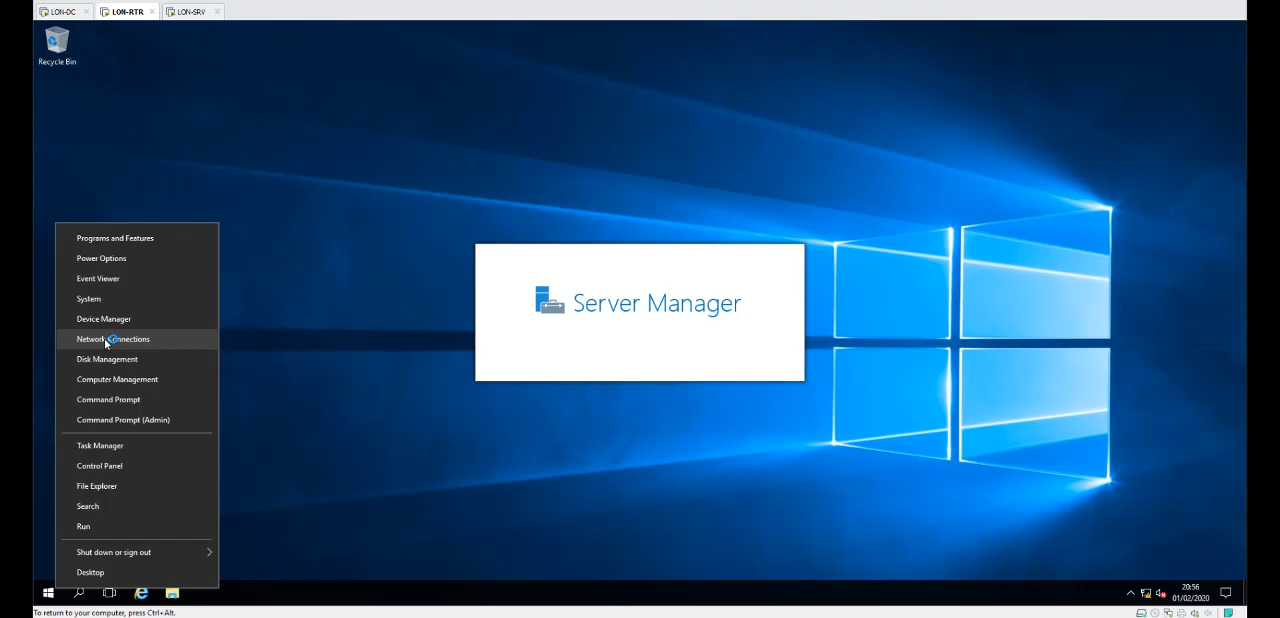 LON-DC
LON-RTR
LON-SRV
Recycle Bin
Programs and Features
Power Options
Event Viewer
System
Device Manager
Network Connections
Disk Management
Computer Management
Command Prompt
Command Prompt (Admin)
Task Manager
Control Panel
File Explorer
Search
Run
Shut down or sign out
Desktop
Server Manager
20:56
01/02/2020
To return to your computer, press Ctrl+Alt.